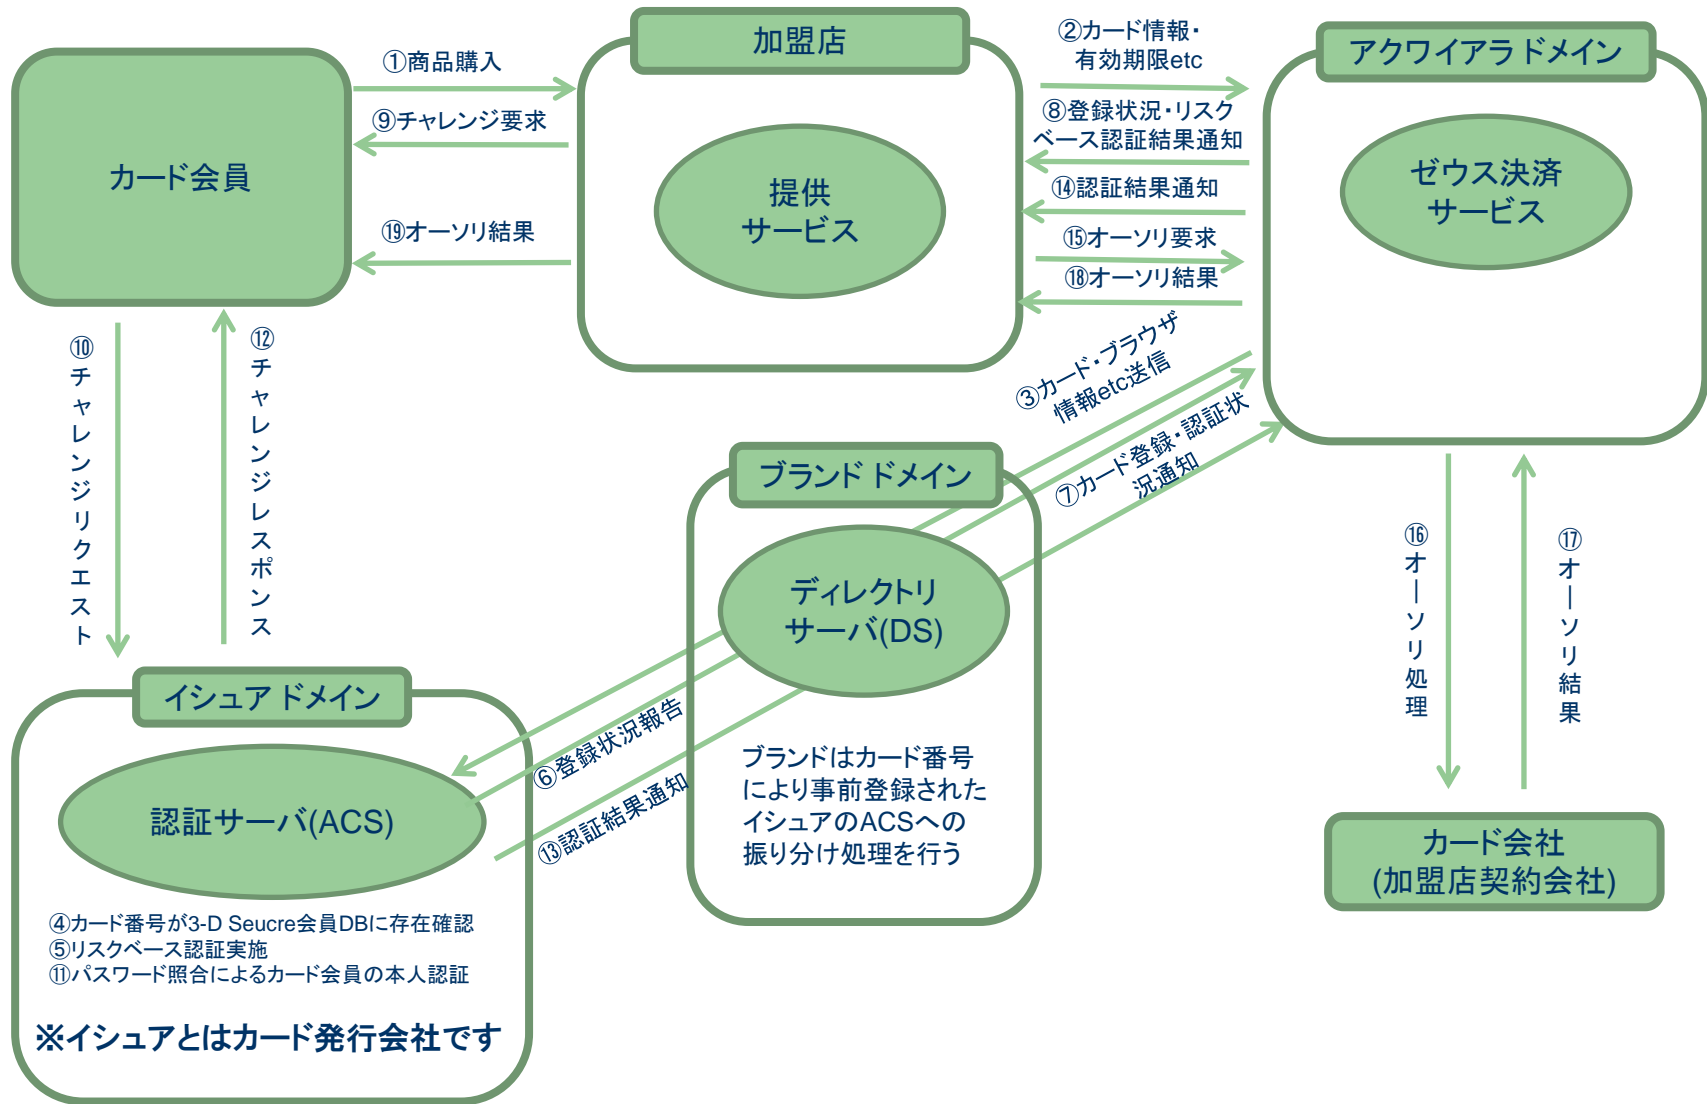 加盟店
アクワイアラドメイン
カード会員
提供
サービス
ゼウス決済
サービス
①商品購入
⑨チャレンジ要求
⑲オーソリ結果
②カード情報・
有効期限etc
⑧登録状況・リスク
ベース認証結果通知
⑭認証結果通知
⑮オーソリ要求
⑱オーソリ結果
③カード・ブラウザ
情報etc送信
⑦カード登録・認証状
況通知
⑩チャレンジリクエスト
⑫チャレンジレスポンス
ブランドドメイン
ディレクトリ
サーバ(DS)
ブランドはカード番号
により事前登録された
イシュアのACSへの
振り分け処理を行う
⑥登録状況報告
⑬認証結果通知
⑯オーソリ処理
⑰オーソリ結果
カード会社
(加盟店契約会社)
イシュアドメイン
認証サーバ(ACS)
④カード番号が3-D Seucre会員DBに存在確認
⑤リスクベース認証実施
⑪パスワード照合によるカード会員の本人認証
※イシュアとはカード発行会社です